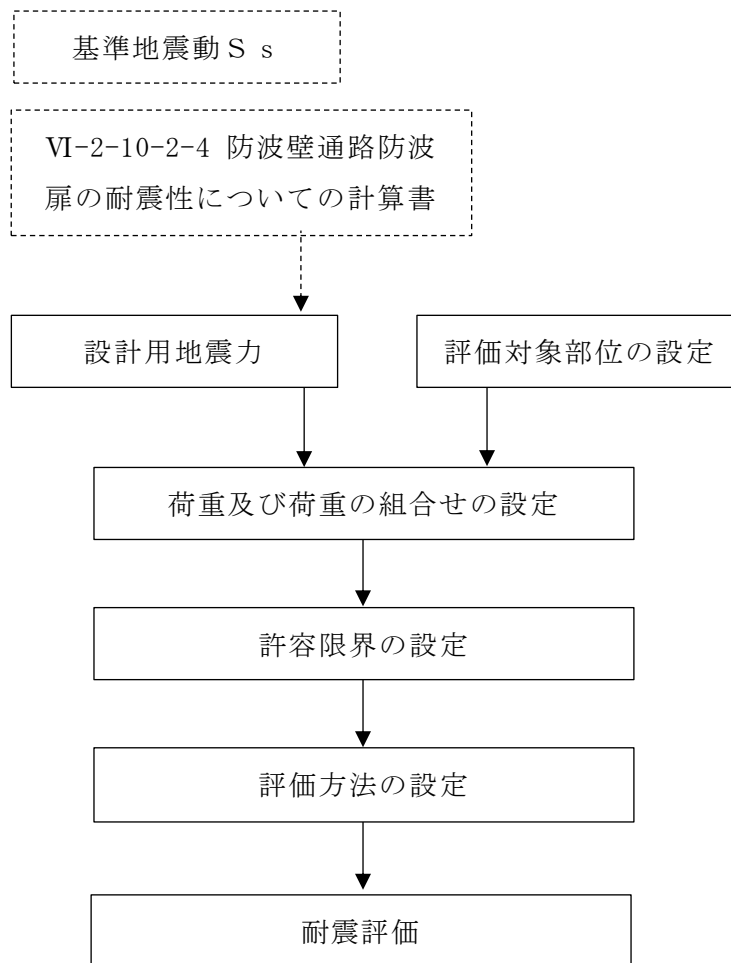 基準地震動Ｓｓ
Ⅵ-2-10-2-4 防波壁通路防波
扉の耐震性についての計算書
設計用地震力
評価対象部位の設定
荷重及び荷重の組合せの設定
許容限界の設定
評価方法の設定
耐震評価